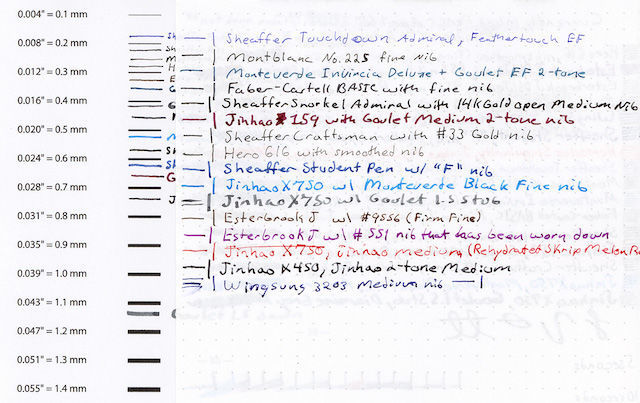 0.004" = 0.1 mm
0.008" = 0.2 mm
0.012" = 0.3 mm
0.016" = 0.4 mm
0.020" = 0.5 mm
0.024" = 0.6 mm
0.028" = 0.7 mm
0.031" = 0.8 mm
0.035" = 0.9 mm
0.039" = 1.0 mm
0.043" = 1.1 mm
0.047" = 1.2 mm
0.051" = 1.3 mm
0.055" = 1.4 mm
Sheaffer Touchdown Admiral, Feathertouch EF
Montblanc No. 225 fine nib
Monteverde Invincia Deluxe + Goulet EF 2-tone
Faber-Castell BASIC with fine nib
Sheaffer Snorkel Admiral with 14k Gold open Medium Nib
Jinhao 159 with Goulet Medium 2-tone nib
Sheaffer Craftsman with #33 Gold nib
Hero 616 with smoothed nib
Sheaffer Student Pen w/ "F" nib
Jinhao X750 w/ Monteverde Black Fine nib
Jinhao X750 w/ Goulet 1.5 Stub
Esterbrook J w/ #9556 (Firm Fine)
Esterbrook J w/ #551 nib that has been worn down
Jinhao X750, Jinhao medium (Rehydrated Skrip Melon
Jinhao X450, Jinhao 2-tone Medium
Wingsung 3203 Medium nib